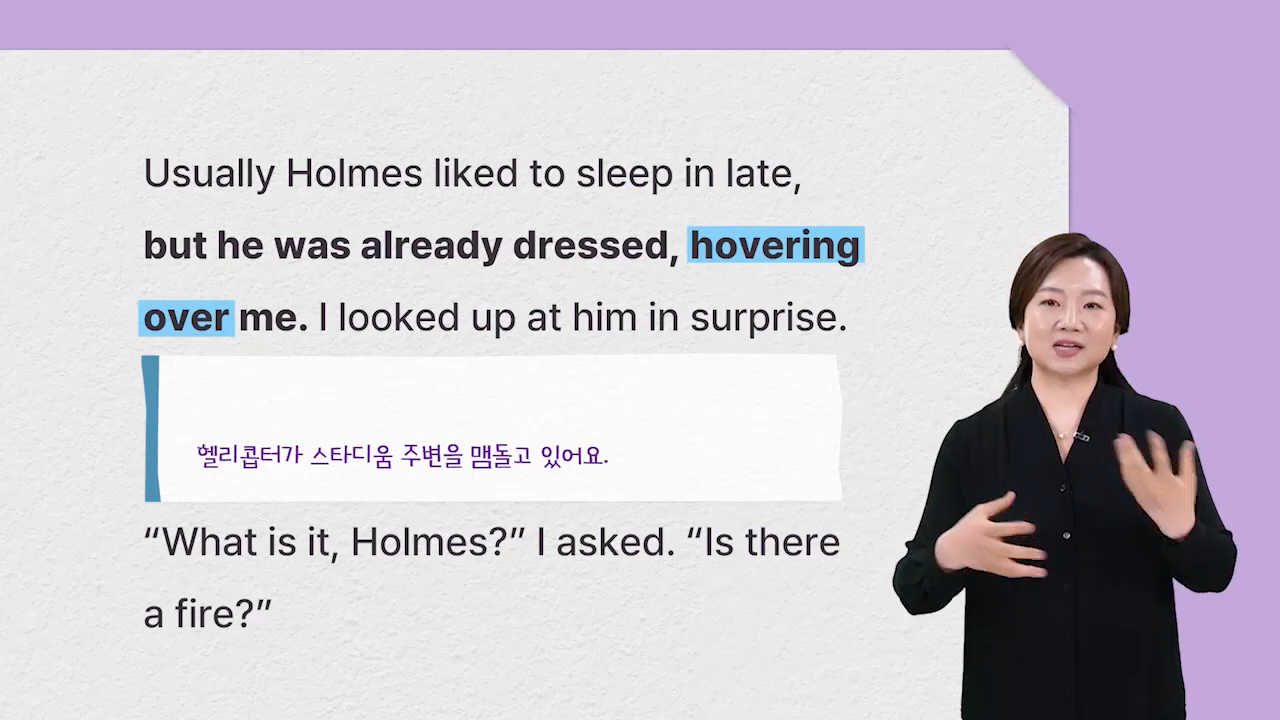 Usually Holmes liked to sleep in late,
but he was already dressed, hovering
over me. I looked up at him in surprise.
헬리콥터가 스타디움 주변을 맴돌고 있어요.
“What is it, Holmes?” I asked. “Is there
a fire?”